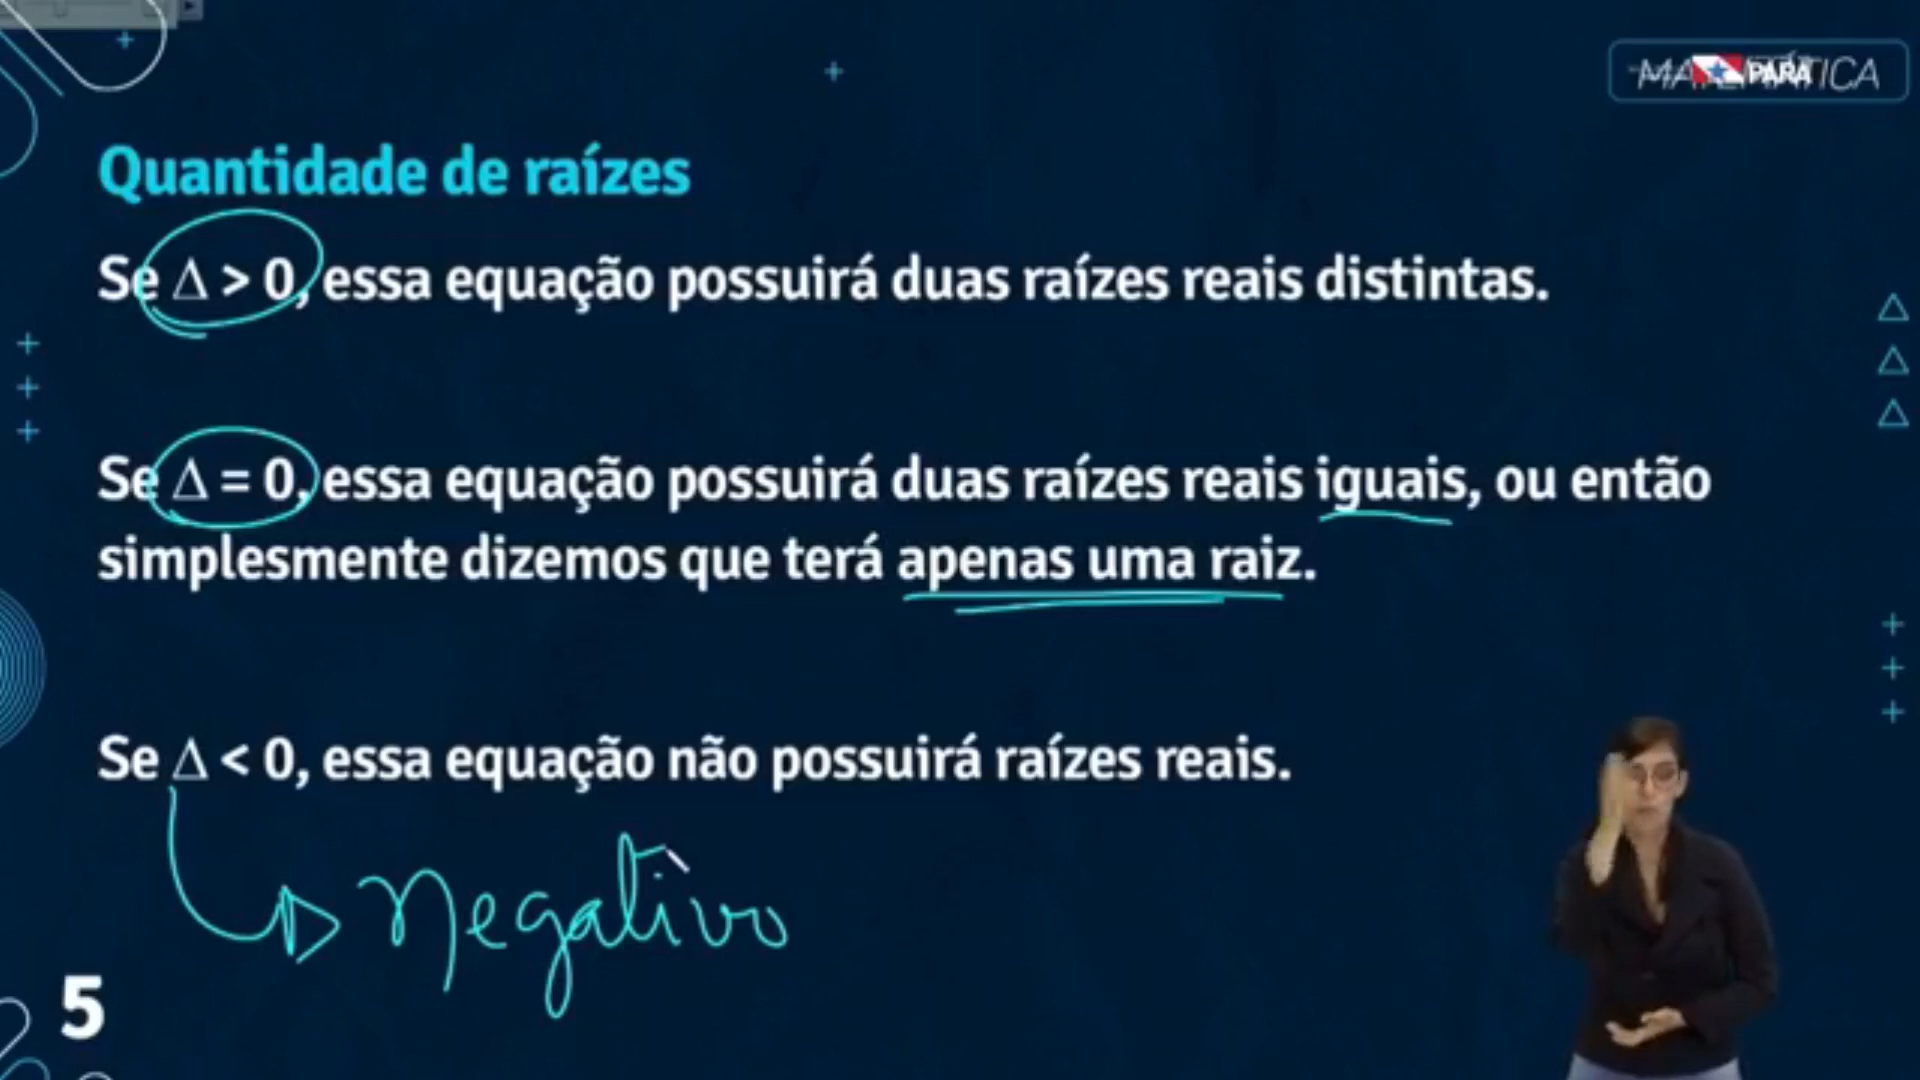 MATEMÁTICA
PARÁ
Quantidade de raízes
Se Δ > 0, essa equação possuirá duas raízes reais distintas.
Se Δ = 0, essa equação possuirá duas raízes reais iguais, ou então
simplesmente dizemos que terá apenas uma raiz.
Se Δ < 0, essa equação não possuirá raízes reais.
negativo
5